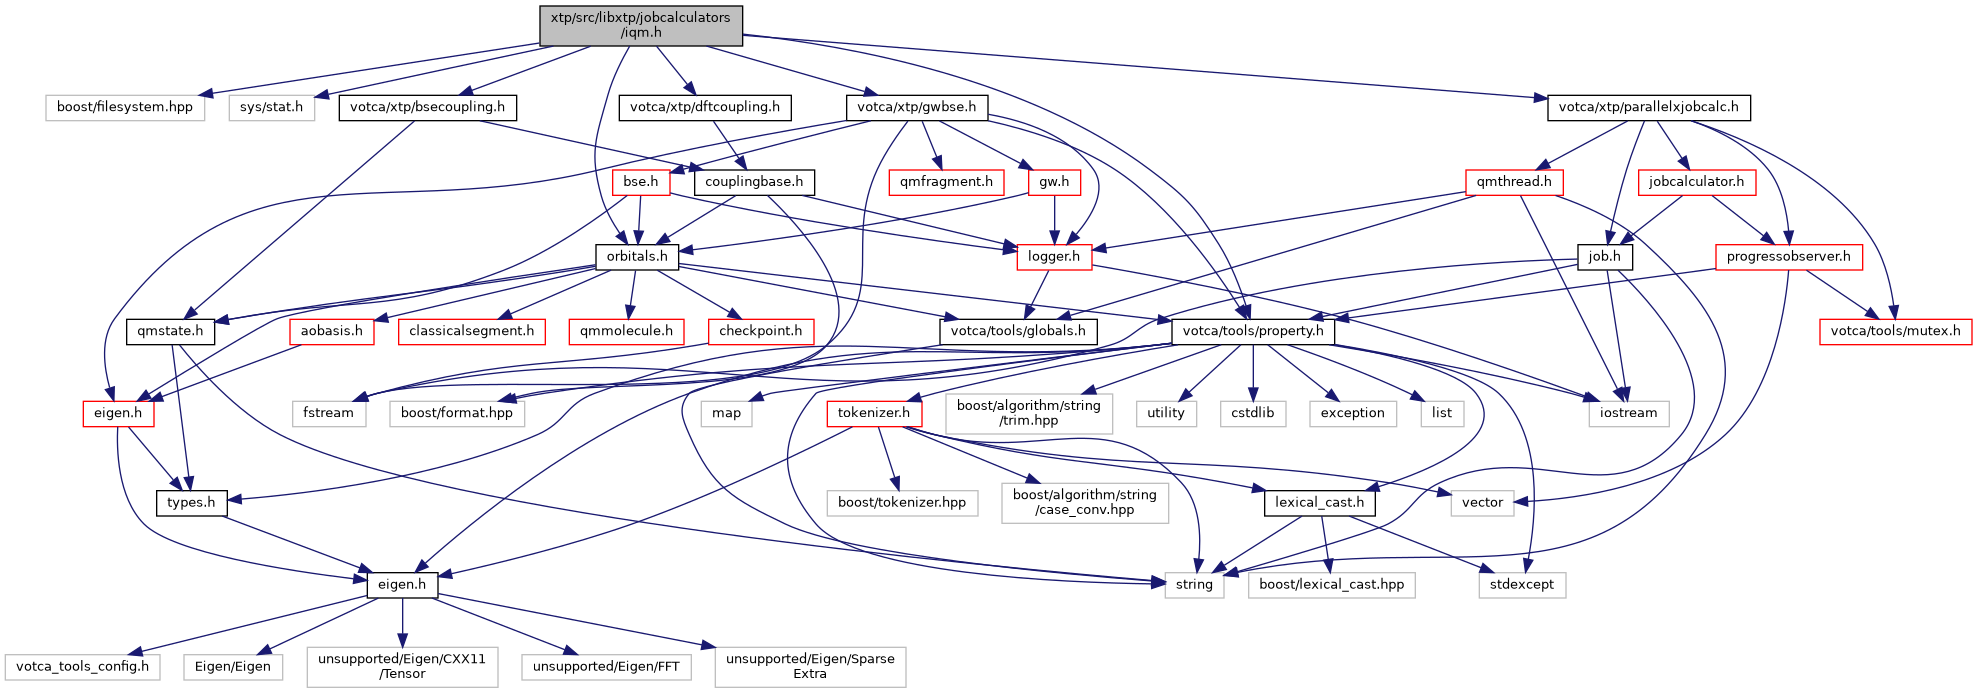 xtp/src/libxtp/jobcalculators
/iqm.h
boost/filesystem.hpp
sys/stat.h
votca/xtp/bsecoupling.h
votca/xtp/dftcoupling.h
votca/xtp/gwbse.h
votca/xtp/parallelxjobcalc.h
bse.h
couplingbase.h
qmfragment.h
gw.h
qmthread.h
jobcalculator.h
orbitals.h
logger.h
job.h
progressobserver.h
qmstate.h
aobasis.h
classicalsegment.h
qmmolecule.h
checkpoint.h
votca/tools/globals.h
votca/tools/property.h
votca/tools/mutex.h
eigen.h
fstream
boost/format.hpp
map
tokenizer.h
boost/algorithm/string
/trim.hpp
utility
cstdlib
exception
list
iostream
types.h
boost/tokenizer.hpp
boost/algorithm/string
/case_conv.hpp
lexical_cast.h
vector
eigen.h
string
boost/lexical_cast.hpp
stdexcept
votca_tools_config.h
Eigen/Eigen
unsupported/Eigen/CXX11
/Tensor
unsupported/Eigen/FFT
unsupported/Eigen/Sparse
Extra